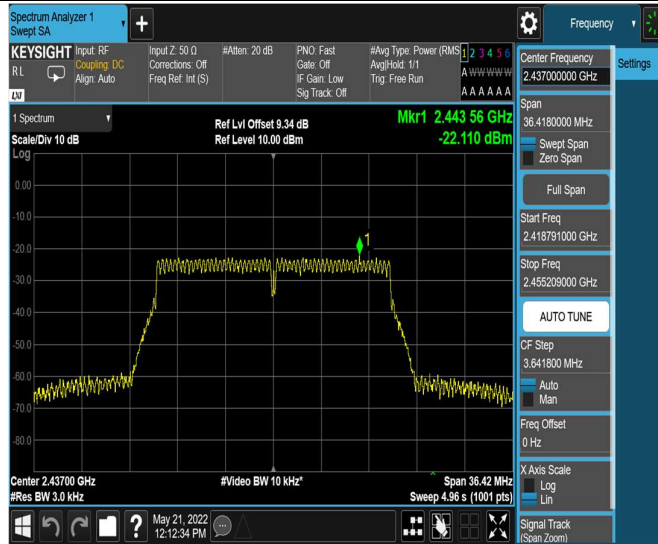 Spectrum Analyzer 1
Swept SA
Frequency
KEYSIGHT
RL
LXI
Input: RF
Coupling: DC
Align: Auto
Input Z: 50 Ω
Corrections: Off
Freq Ref: Int (S)
#Atten: 20 dB
PNO: Fast
Gate: Off
IF Gain: Low
Sig Track: Off
#Avg Type: Power (RMS
Avg|Hold: 1/1
Trig: Free Run
1 2 3 4 5 6
A W W W W W
A A A A A A
1 Spectrum
Scale/Div 10 dB
Log
Ref Lvl Offset 9.34 dB
Ref Level 10.00 dBm
Mkr1 2.443 56 GHz
-22.110 dBm
0.00
-10.0
-20.0
-30.0
-40.0
-50.0
-60.0
-70.0
-80.0
1
Center 2.43700 GHz
#Res BW 3.0 kHz
#Video BW 10 kHz*
Span 36.42 MHz
Sweep 4.96 s (1001 pts)
May 21, 2022
12:12:34 PM
Center Frequency
2.437000000 GHz
Settings
Span
36.4180000 MHz
Swept Span
Zero Span
Full Span
Start Freq
2.418791000 GHz
Stop Freq
2.455209000 GHz
AUTO TUNE
CF Step
3.641800 MHz
Auto
Man
Freq Offset
0 Hz
X Axis Scale
Log
Lin
Signal Track
(Span Zoom)